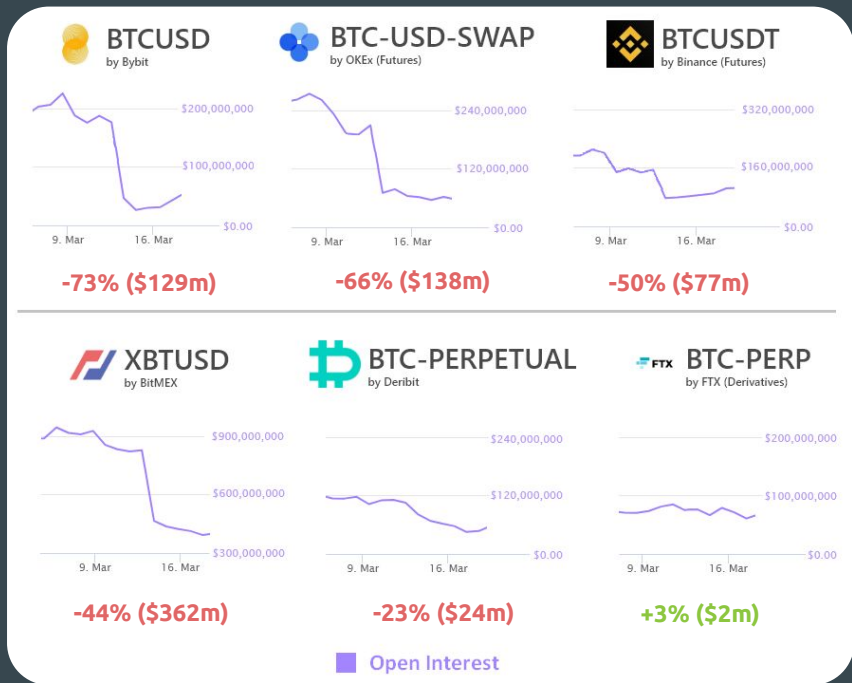 BTCUSD
by Bybit
$200,000,000
$100,000,000
$0.00
9. Mar
16. Mar
-73% ($129m)
BTC-USD-SWAP
by OKEx (Futures)
$240,000,000
$120,000,000
$0.00
9. Mar
16. Mar
-66% ($138m)
BTCUSDT
by Binance (Futures)
$320,000,000
$160,000,000
$0.00
9. Mar
16. Mar
-50% ($77m)
XBTUSD
by BitMEX
$900,000,000
$600,000,000
$300,000,000
9. Mar
16. Mar
-44% ($362m)
BTC-PERPETUAL
by Deribit
$240,000,000
$120,000,000
$0.00
9. Mar
16. Mar
-23% ($24m)
FTX
BTC-PERP
by FTX (Derivatives)
$200,000,000
$100,000,000
$0.00
9. Mar
16. Mar
+3% ($2m)
Open Interest